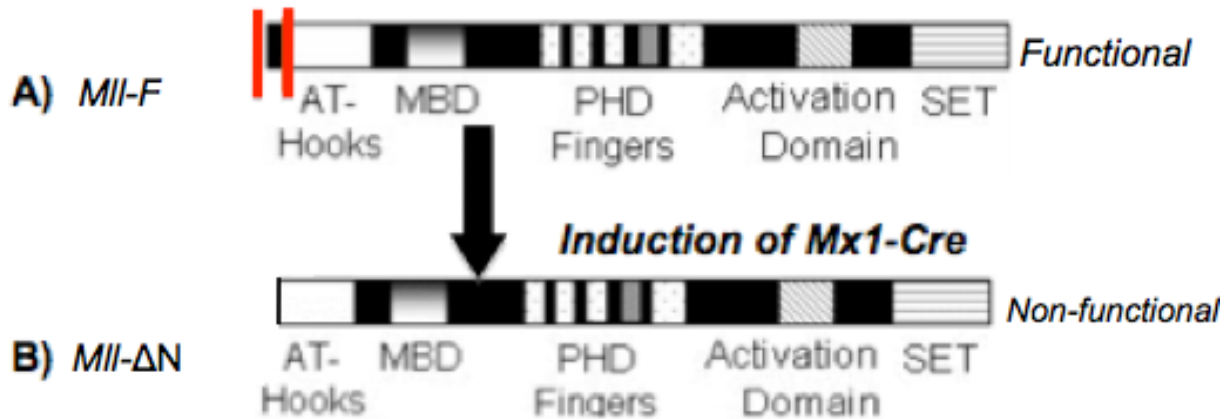 A) Mll-F
Functional
AT-Hooks MBD PHD Fingers Activation Domain SET
Induction of Mx1-Cre
B) Mll-ΔN
Non-functional
AT-Hooks MBD PHD Fingers Activation Domain SET